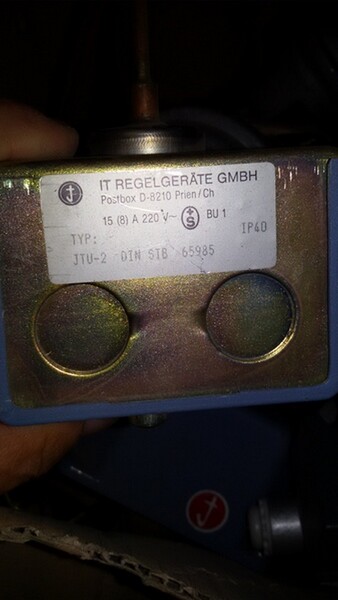 IT REGELGERÄTE GMBH
Postbox D-8210 Prien/Ch
15 (8) A 220 V~ S BU 1
TYP: IP40
JTU-2 DIN STB 65985